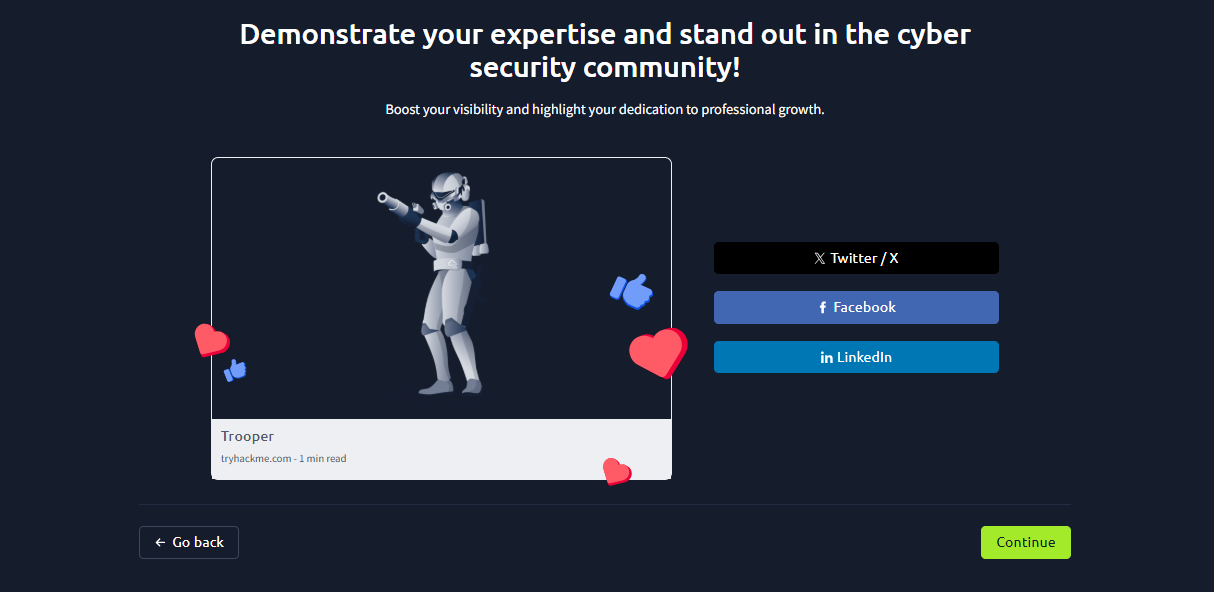 Demonstrate your expertise and stand out in the cyber
security community!
Boost your visibility and highlight your dedication to professional growth.
𝕏 Twitter / X
f Facebook
in LinkedIn
Trooper
tryhackme.com - 1 min read
← Go back
Continue